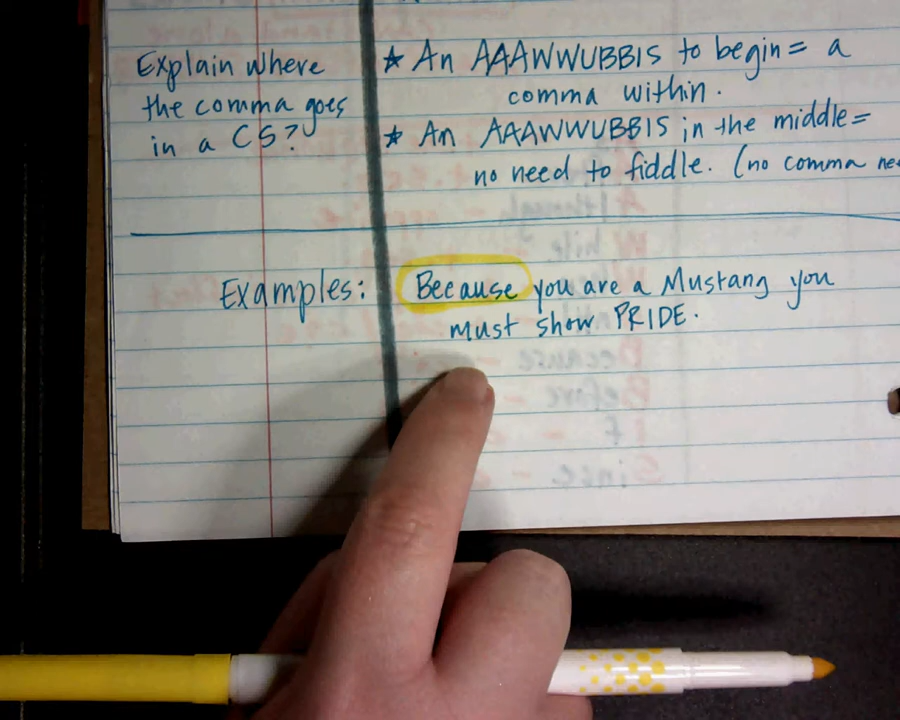 Explain where
the comma goes
in a CS?
★ An AAAWWUBBIS to begin = a
comma within.
★ An AAAWWUBBIS in the middle =
no need to fiddle. (no comma
Examples: Because you are a Mustang you
must show PRIDE.